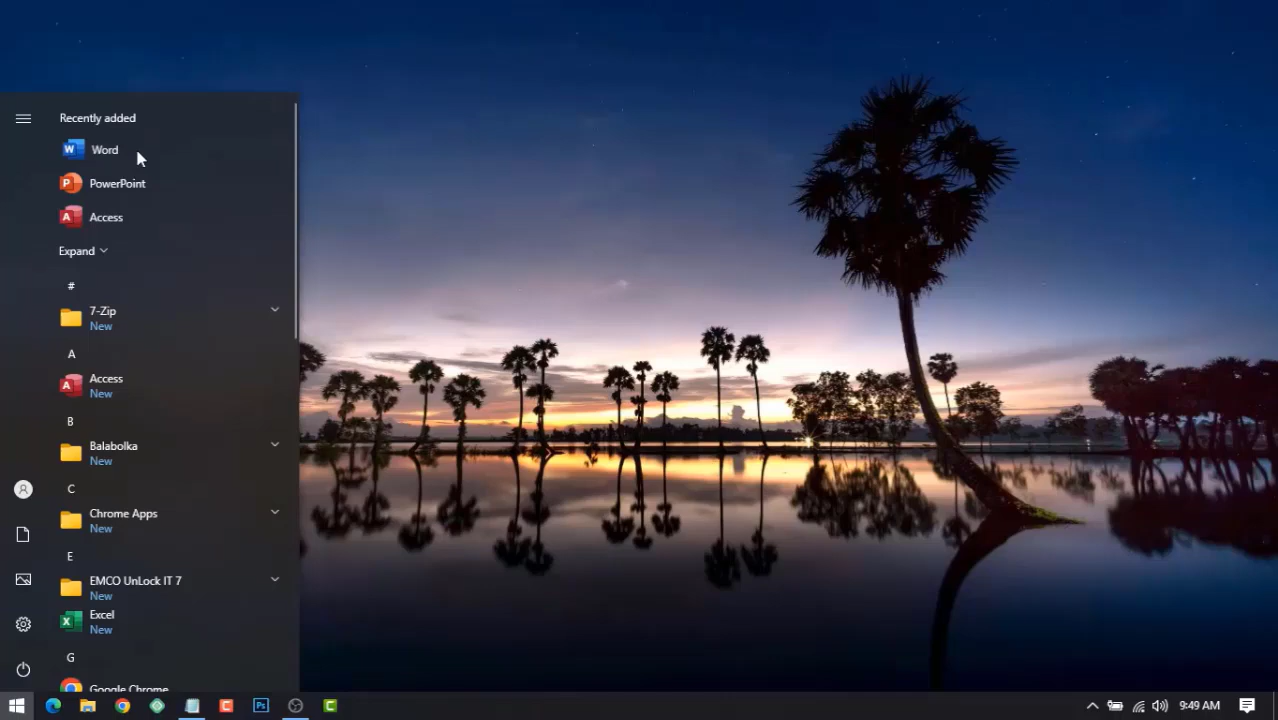 Recently added
Word
PowerPoint
Access
Expand
#
7-Zip
New
A
Access
New
B
Balabolka
New
C
Chrome Apps
New
E
EMCO UnLock IT 7
New
Excel
New
G
Google Chrome
9:49 AM